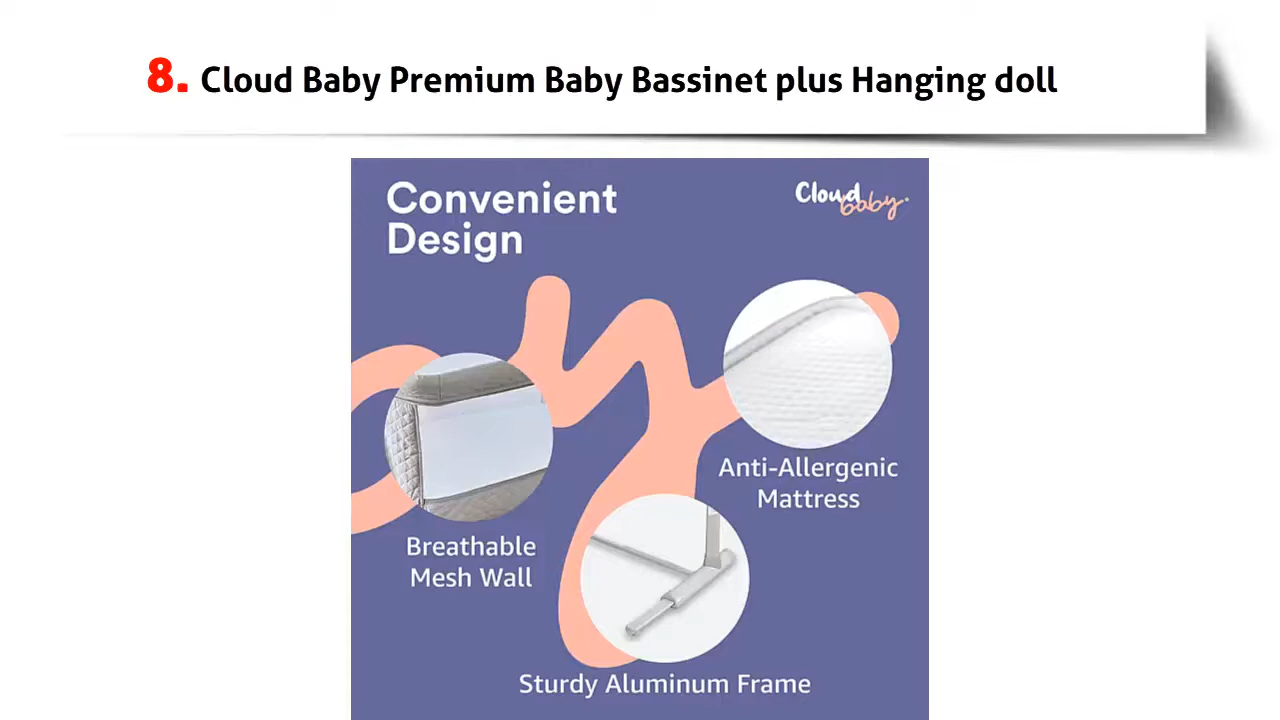 8. Cloud Baby Premium Baby Bassinet plus Hanging doll
Convenient
Design
Cloud
baby.
Anti-Allergenic
Mattress
Breathable
Mesh Wall
Sturdy Aluminum Frame